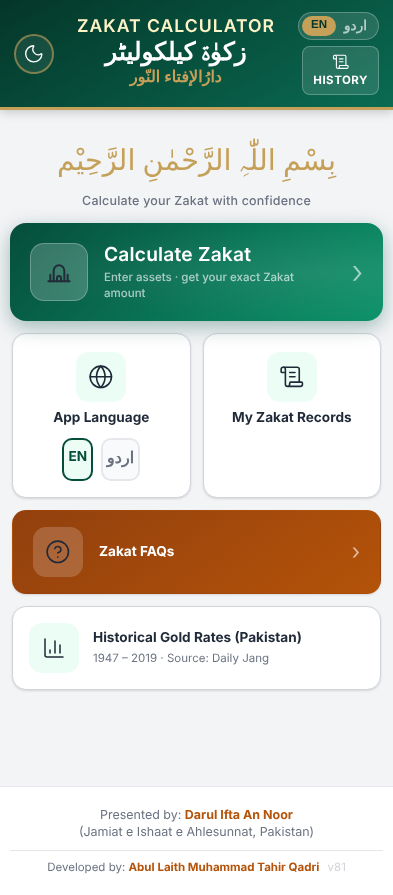 ZAKAT CALCULATOR
زکوٰۃ کیلکولیٹر
دارُالإفتاء النّور
EN اردو
HISTORY
بِسْمِ اللّٰہِ الرَّحْمٰنِ الرَّحِیْمِ
Calculate your Zakat with confidence
Calculate Zakat
Enter assets · get your exact Zakat
amount
App Language
EN اردو
My Zakat Records
Zakat FAQs
Historical Gold Rates (Pakistan)
1947 – 2019 · Source: Daily Jang
Presented by: Darul Ifta An Noor
(Jamiat e Ishaat e Ahlesunnat, Pakistan)
Developed by: Abul Laith Muhammad Tahir Qadri v81